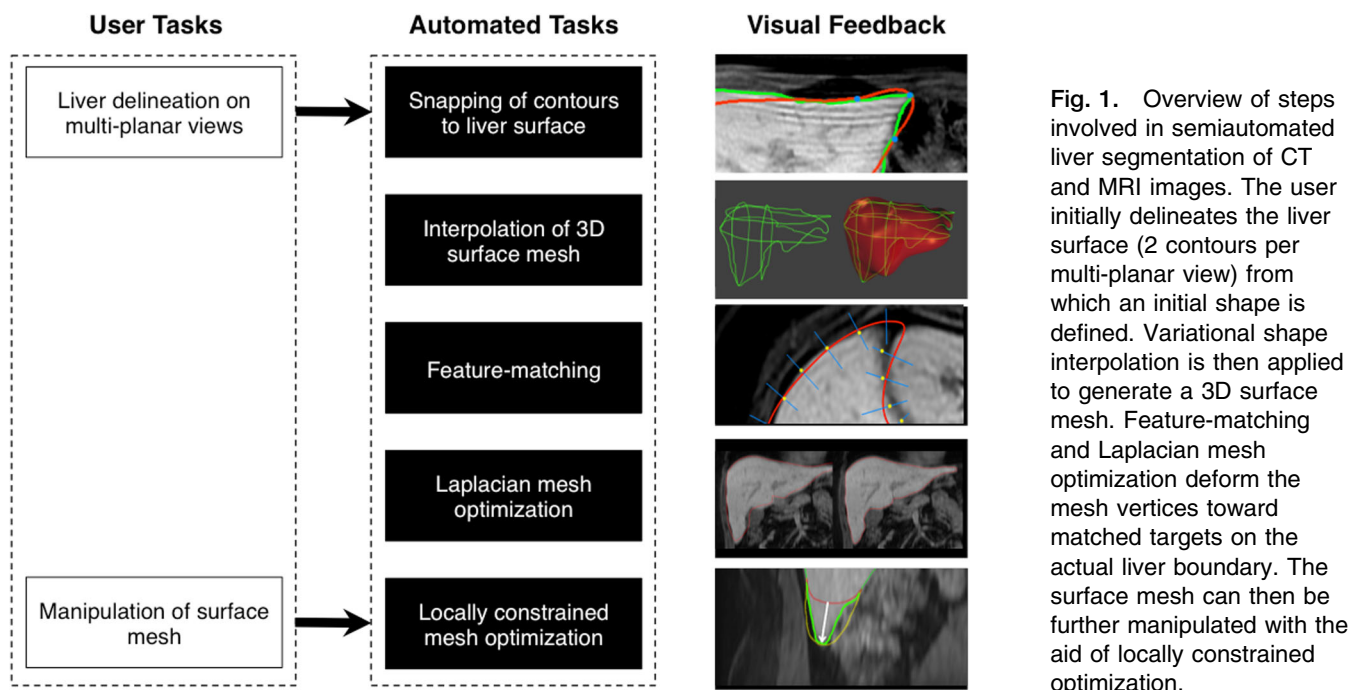 User Tasks
Automated Tasks
Visual Feedback
Liver delineation on
multi-planar views
Snapping of contours
to liver surface
Interpolation of 3D
surface mesh
Feature-matching
Laplacian mesh
optimization
Manipulation of surface
mesh
Locally constrained
mesh optimization
Fig. 1. Overview of steps
involved in semiautomated
liver segmentation of CT
and MRI images. The user
initially delineates the liver
surface (2 contours per
multi-planar view) from
which an initial shape is
defined. Variational shape
interpolation is then applied
to generate a 3D surface
mesh. Feature-matching
and Laplacian mesh
optimization deform the
mesh vertices toward
matched targets on the
actual liver boundary. The
surface mesh can then be
further manipulated with the
aid of locally constrained
optimization.